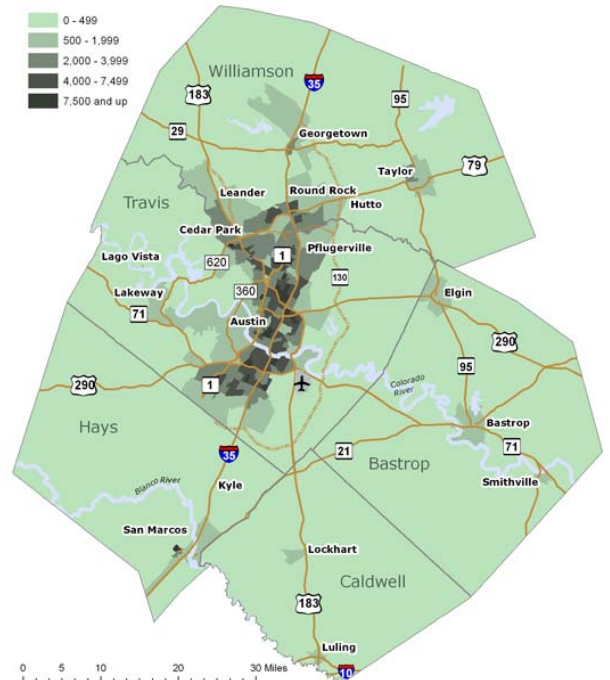 0 - 499
500 - 1,999
2,000 - 3,999
4,000 - 7,499
7,500 and up
Williamson
183
35
95
29
Georgetown
Taylor
79
Leander
Round Rock
Hutto
Travis
Cedar Park
Pflugerville
1
Lago Vista
620
130
Lakeway
360
Elgin
71
Austin
290
95
290
1
Colorado
River
Hays
Bastrop
35
21
Bastrop
71
Blanco River
Kyle
Smithville
San Marcos
Lockhart
Caldwell
183
Luling
10
0 5 10 20 30 Miles